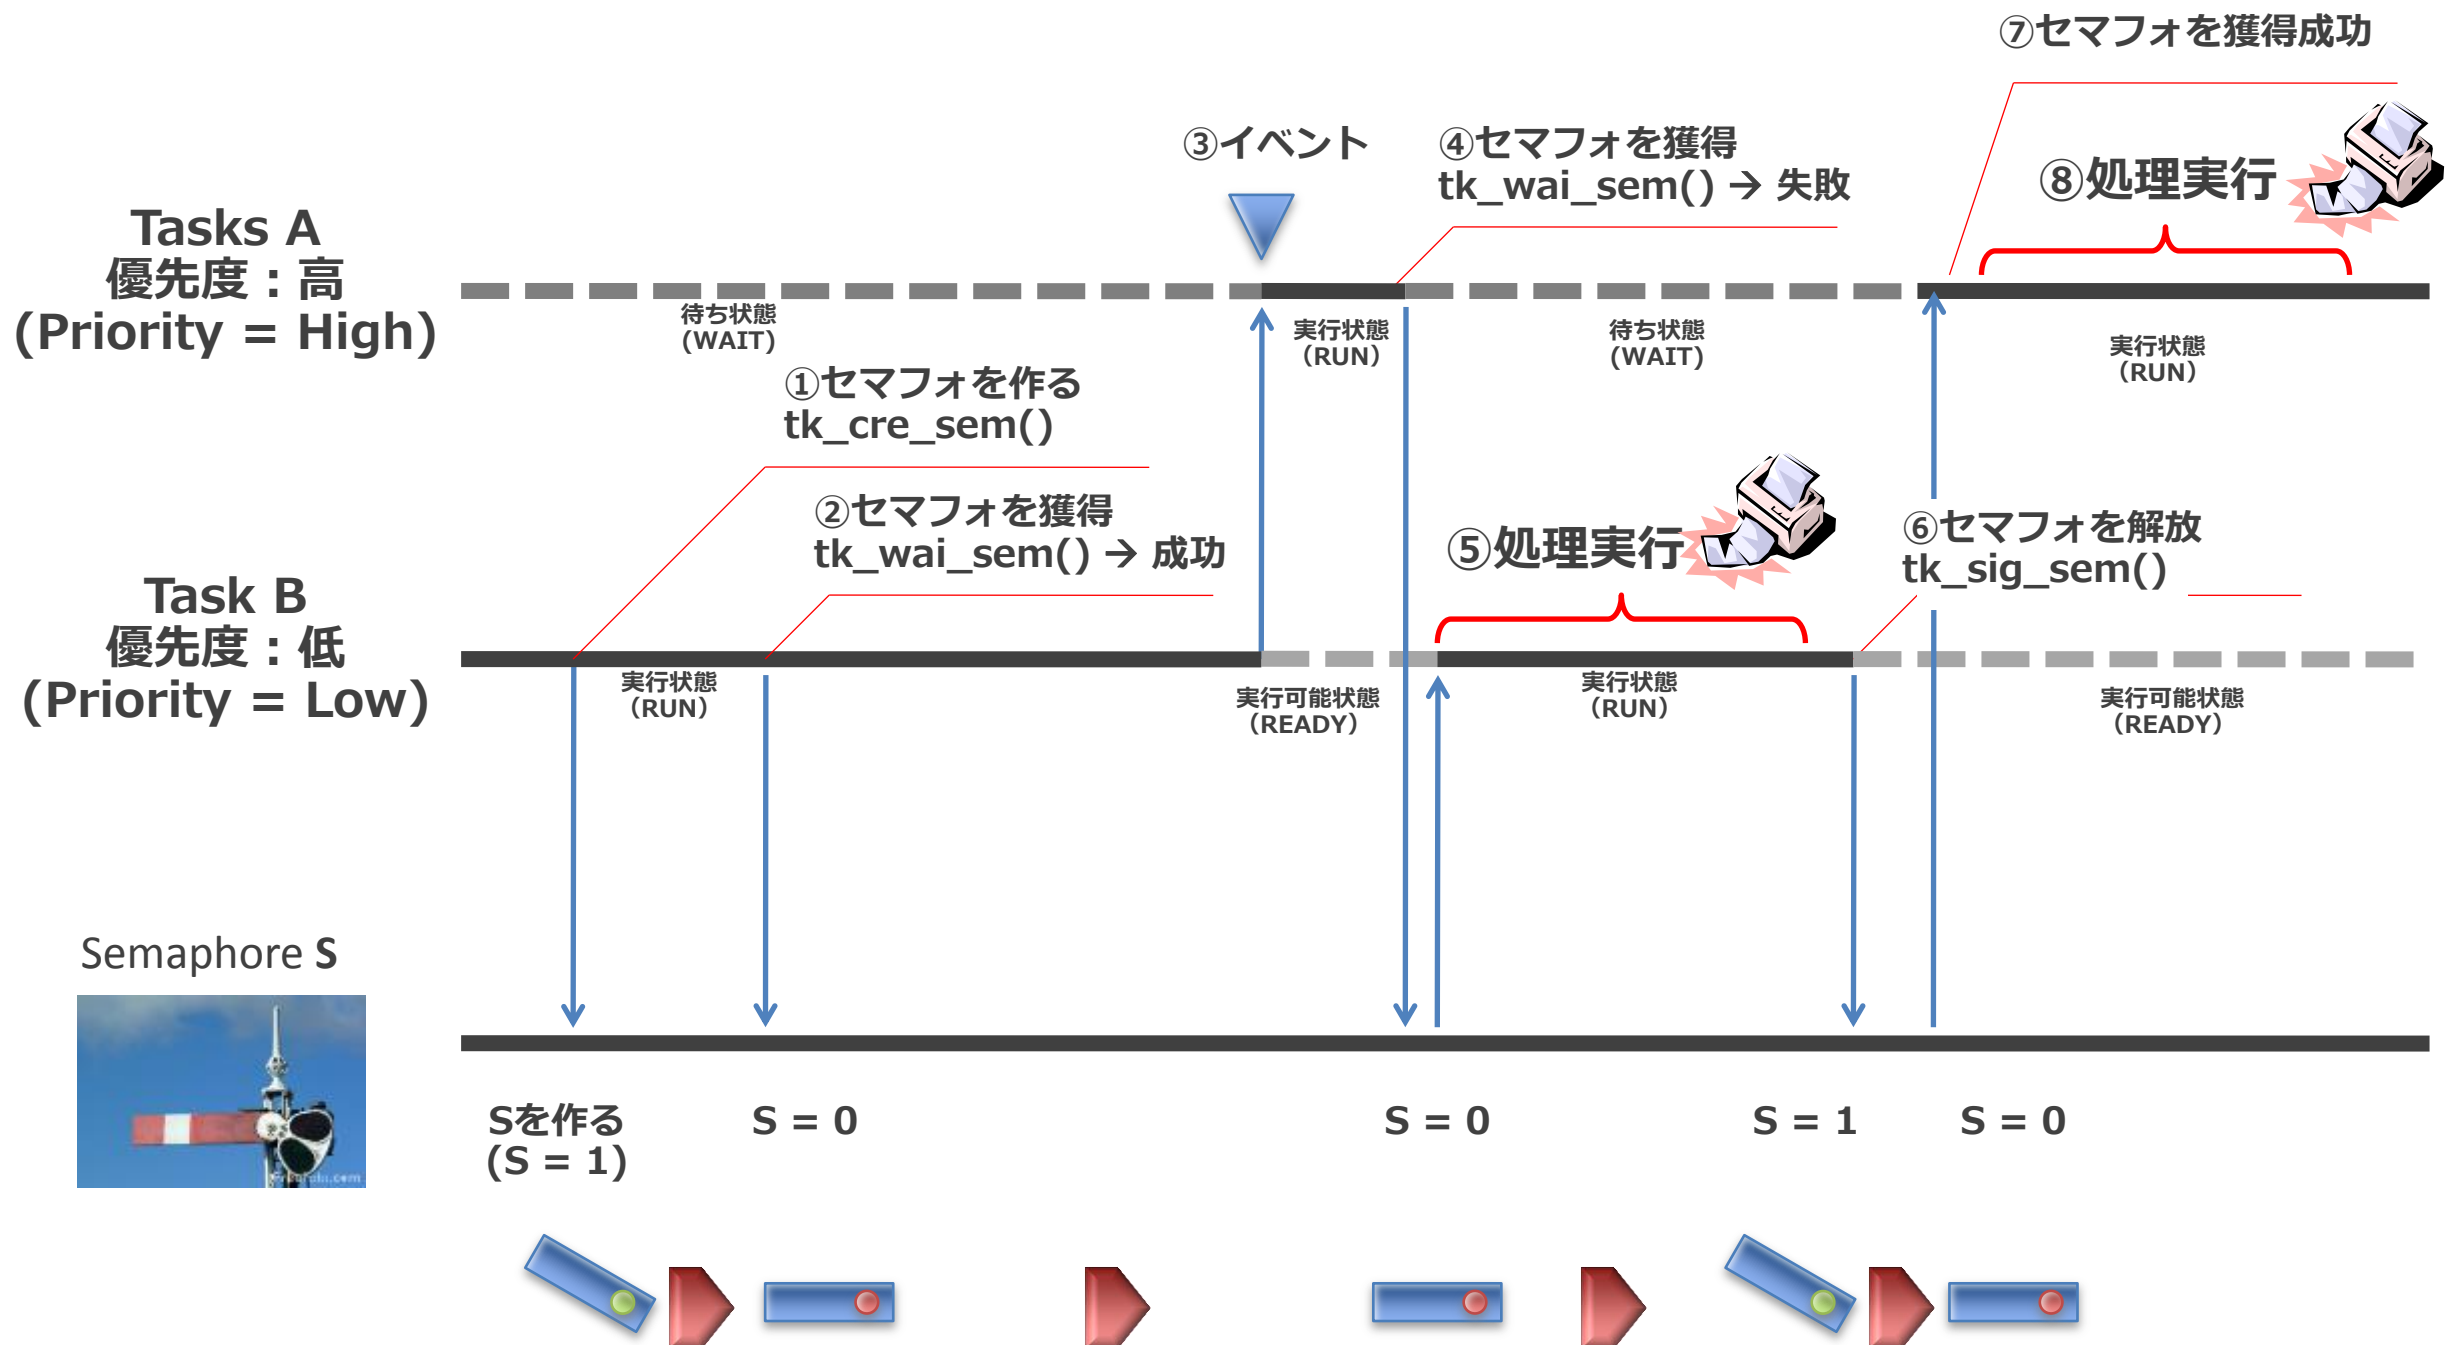 ⑦セマフォを獲得成功
③イベント
④セマフォを獲得
tk_wai_sem() → 失敗
⑧処理実行
Tasks A
優先度：高
(Priority = High)
待ち状態
(WAIT)
実行状態
（RUN）
待ち状態
(WAIT)
実行状態
（RUN）
①セマフォを作る
tk_cre_sem()
②セマフォを獲得
tk_wai_sem() → 成功
⑤処理実行
⑥セマフォを解放
tk_sig_sem()
Task B
優先度：低
(Priority = Low)
実行状態
（RUN）
実行可能状態
（READY）
実行状態
（RUN）
実行可能状態
（READY）
Semaphore S
Sを作る
(S = 1)
S = 0
S = 0
S = 1
S = 0